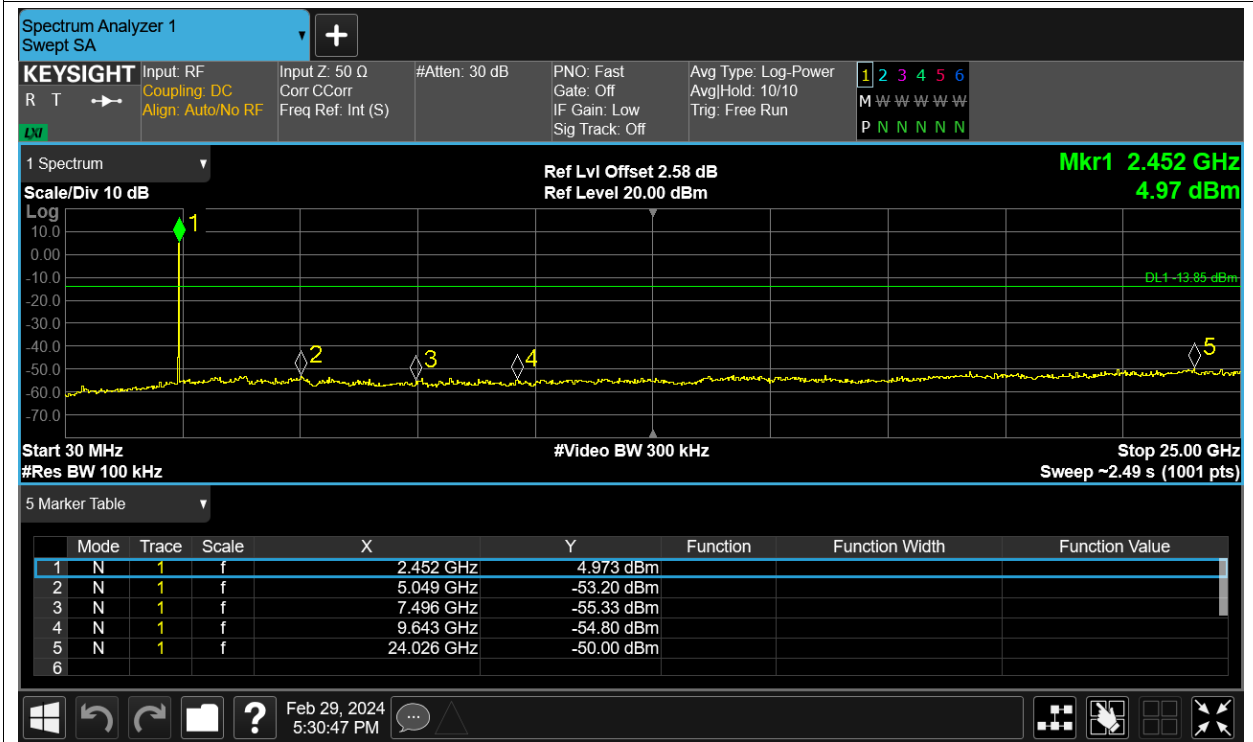 Spectrum Analyzer 1
Swept SA
+
KEYSIGHT
R T
LXI
Input: RF
Coupling: DC
Align: Auto/No RF
Input Z: 50 Ω
Corr CCorr
Freq Ref: Int (S)
#Atten: 30 dB
PNO: Fast
Gate: Off
IF Gain: Low
Sig Track: Off
Avg Type: Log-Power
Avg|Hold: 10/10
Trig: Free Run
1 2 3 4 5 6
M W W W W W
P N N N N N
1 Spectrum
Scale/Div 10 dB
Ref Lvl Offset 2.58 dB
Ref Level 20.00 dBm
Mkr1 2.452 GHz
4.97 dBm
Log
10.0
0.00
-10.0
-20.0
-30.0
-40.0
-50.0
-60.0
-70.0
1
2
3
4
5
DL1 -13.85 dBm
Start 30 MHz
#Res BW 100 kHz
#Video BW 300 kHz
Stop 25.00 GHz
Sweep ~2.49 s (1001 pts)
5 Marker Table
Mode Trace Scale X Y Function Function Width Function Value
1 N 1 f 2.452 GHz 4.973 dBm
2 N 1 f 5.049 GHz -53.20 dBm
3 N 1 f 7.496 GHz -55.33 dBm
4 N 1 f 9.643 GHz -54.80 dBm
5 N 1 f 24.026 GHz -50.00 dBm
6
?
Feb 29, 2024
5:30:47 PM